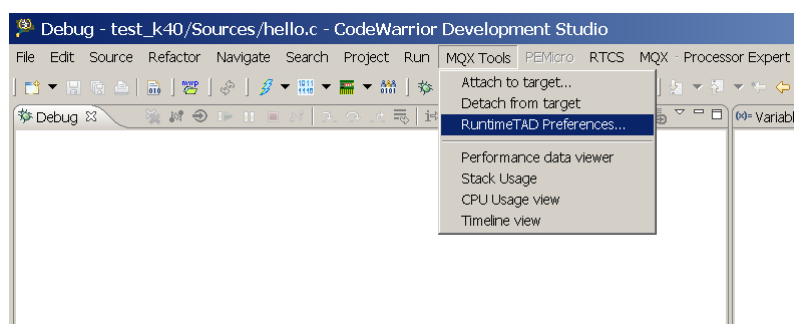 Debug - test_k40/Sources/hello.c - CodeWarrior Development Studio
File Edit Source Refactor Navigate Search Project Run MQX Tools PEMicro RTCS MQX Processor Expert
Attach to target...
Detach from target
Debug
RuntimeTAD Preferences...
(x)= Variabl
Performance data viewer
Stack Usage
CPU Usage view
Timeline view